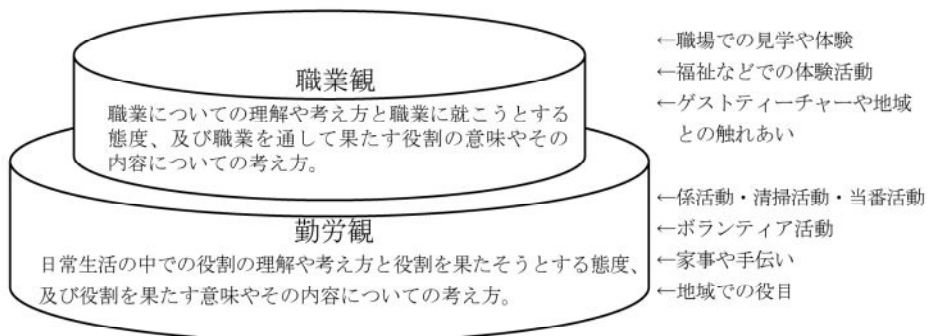 職業観
職業についての理解や考え方と職業に就こうとする
態度、及び職業を通して果たす役割の意味やその
内容についての考え方。
←職場での見学や体験
←福祉などでの体験活動
←ゲストティーチャーや地域
との触れあい
勤労観
日常生活の中での役割の理解や考え方と役割を果たそうとする態度、
及び役割を果たす意味やその内容についての考え方。
←係活動・清掃活動・当番活動
←ボランティア活動
←家事や手伝い
←地域での役目